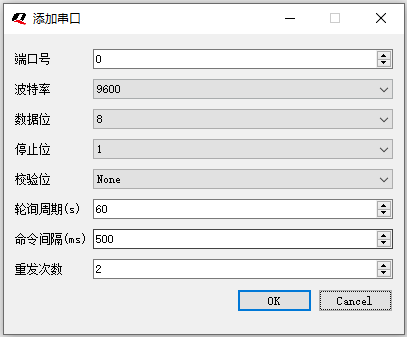 添加串口
端口号 0
波特率 9600
数据位 8
停止位 1
校验位 None
轮询周期(s) 60
命令间隔(ms) 500
重发次数 2
OK Cancel